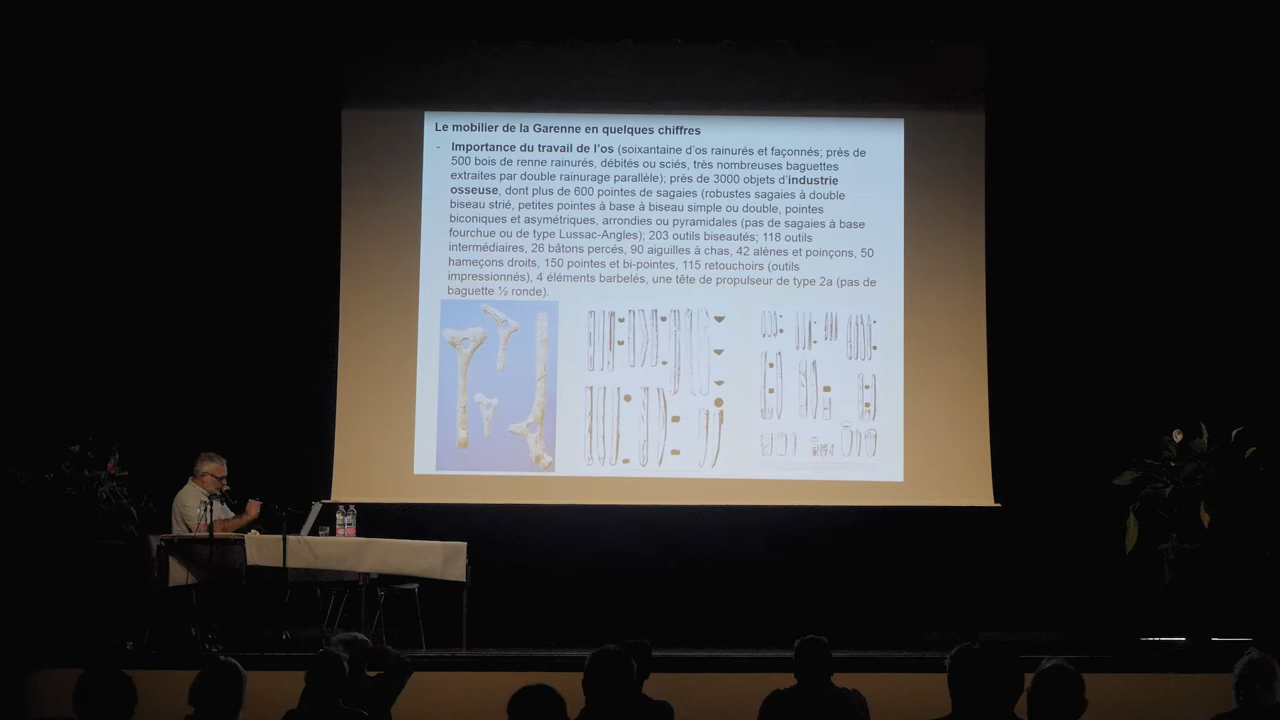 Le mobilier de la Garenne en quelques chiffres
- Importance du travail de l'os (soixantaine d'os rainurés et façonnés; près de
500 bois de renne rainurés, débités ou sciés, très nombreuses baguettes
extraites par double rainurage parallèle); près de 3000 objets d'industrie
osseuse, dont plus de 600 pointes de sagaies (robustes sagaies à double
biseau strié, petites pointes à base à biseau simple ou double, pointes
biconiques et asymétriques, arrondies ou pyramidales (pas de sagaies à base
fourchue ou de type Lussac-Angles); 203 outils biseautés; 118 outils
intermédiaires, 26 bâtons percés, 90 aiguilles à chas, 42 alènes et poinçons, 50
hameçons droits, 150 pointes et bi-pointes, 115 retouchoirs (outils
impressionnés), 4 éléments barbelés, une tête de propulseur de type 2a (pas de
baguette ½ ronde).